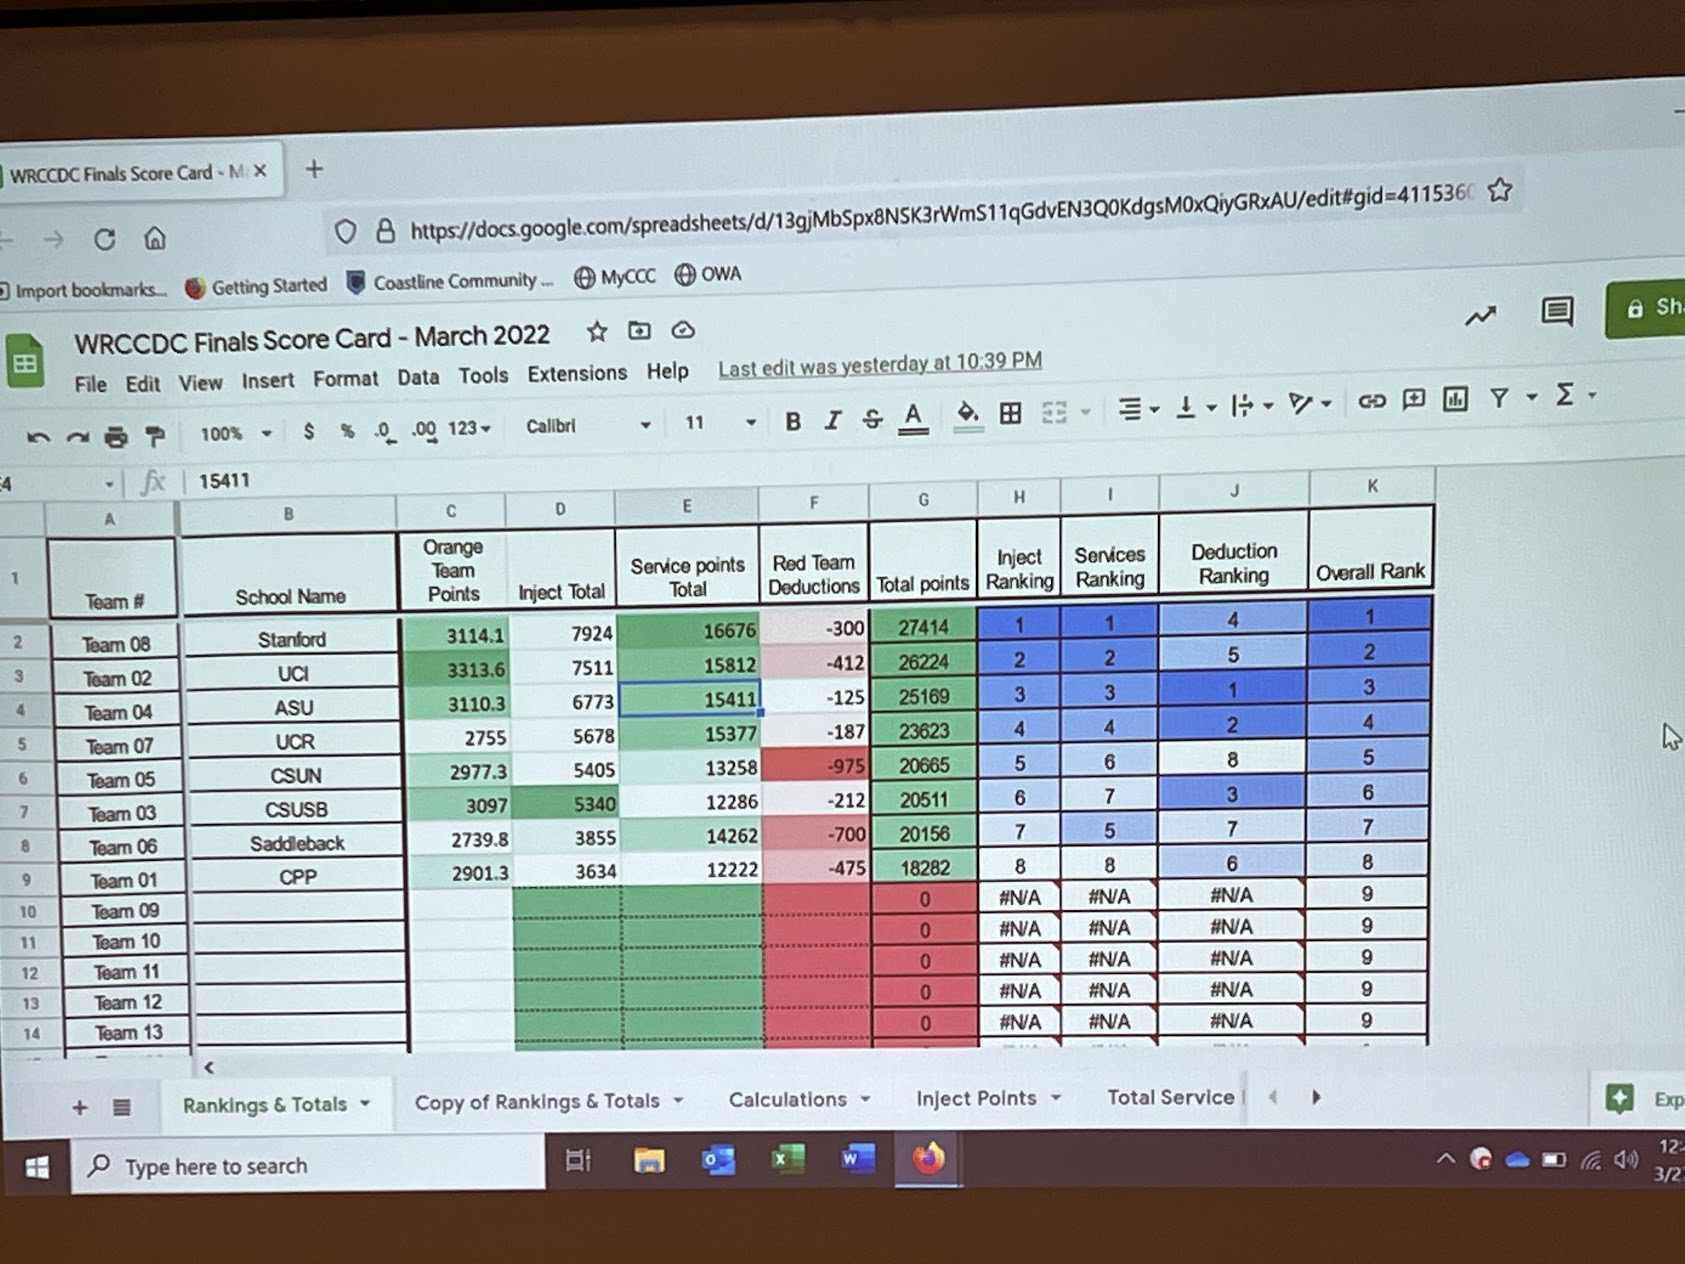 WRCCDC Finals Score Card - M
https://docs.google.com/spreadsheets/d/13gjMbSpx8NSK3rWmS11qGdvEN3Q0KdgsM0xQiyGRxAU/edit#gid=411536
Import bookmarks... Getting Started Coastline Community ... MyCCC OWA
WRCCDC Finals Score Card - March 2022
Sh
File Edit View Insert Format Data Tools Extensions Help Last edit was yesterday at 10:39 PM
100% $ % .0 .00 123 Calibri 11 B I S A
4 fx 15411
A B C D E F G H I J K
1 Team # School Name Orange Team Points Inject Total Service points Total Red Team Deductions Total points Inject Ranking Services Ranking Deduction Ranking Overall Rank
2 Team 08 Stanford 3114.1 7924 16676 -300 27414 1 1 4 1
3 Team 02 UCI 3313.6 7511 15812 -412 26224 2 2 5 2
4 Team 04 ASU 3110.3 6773 15411 -125 25169 3 3 1 3
5 Team 07 UCR 2755 5678 15377 -187 23623 4 4 2 4
6 Team 05 CSUN 2977.3 5405 13258 -975 20665 5 6 8 5
7 Team 03 CSUSB 3097 5340 12286 -212 20511 6 7 3 6
8 Team 06 Saddleback 2739.8 3855 14262 -700 20156 7 5 7 7
9 Team 01 CPP 2901.3 3634 12222 -475 18282 8 8 6 8
10 Team 09 0 #N/A #N/A #N/A 9
11 Team 10 0 #N/A #N/A #N/A 9
12 Team 11 0 #N/A #N/A #N/A 9
13 Team 12 0 #N/A #N/A #N/A 9
14 Team 13 0 #N/A #N/A #N/A 9
Rankings & Totals Copy of Rankings & Totals Calculations Inject Points Total Service
Exp
Type here to search
12:
3/2